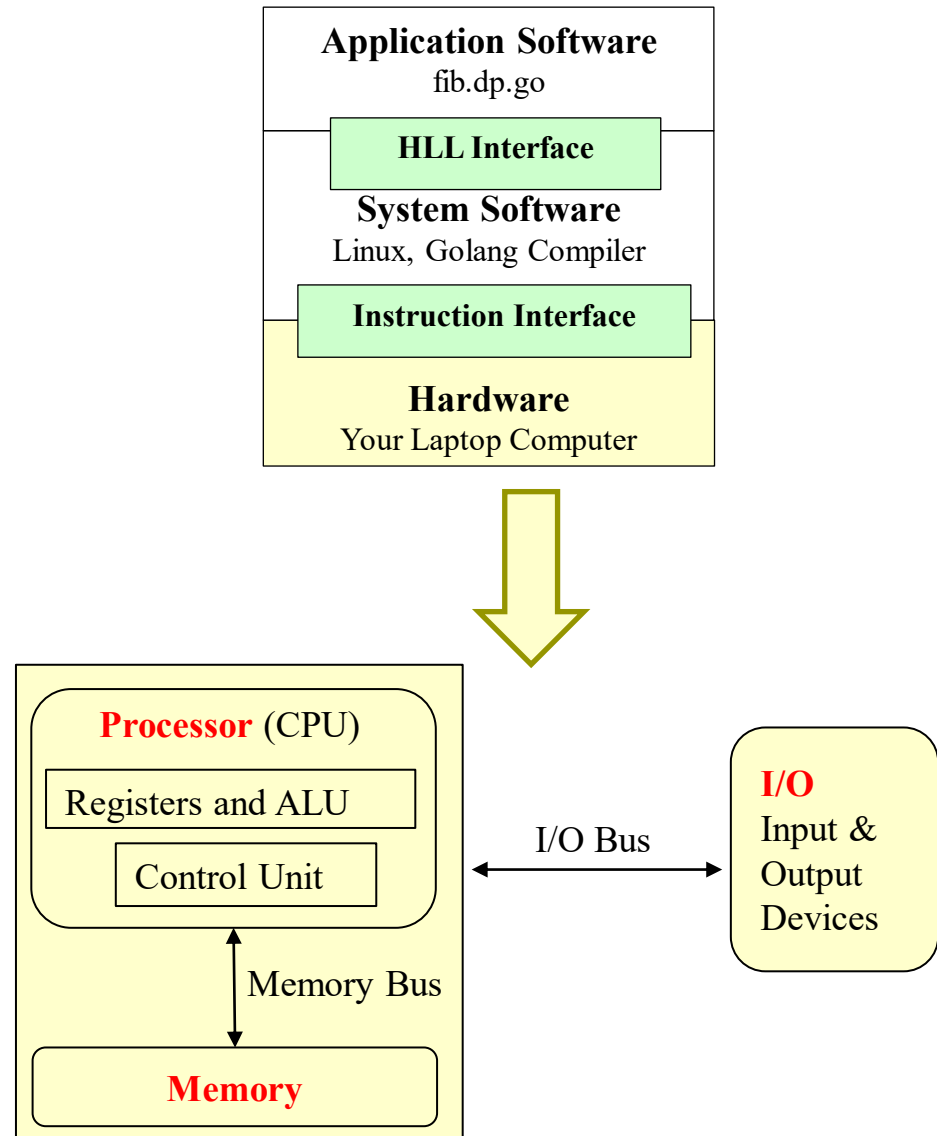 Application Software
fib.dp.go
HLL Interface
System Software
Linux, Golang Compiler
Instruction Interface
Hardware
Your Laptop Computer
Processor (CPU)
Registers and ALU
Control Unit
Memory Bus
Memory
I/O Bus
I/O
Input &
Output
Devices